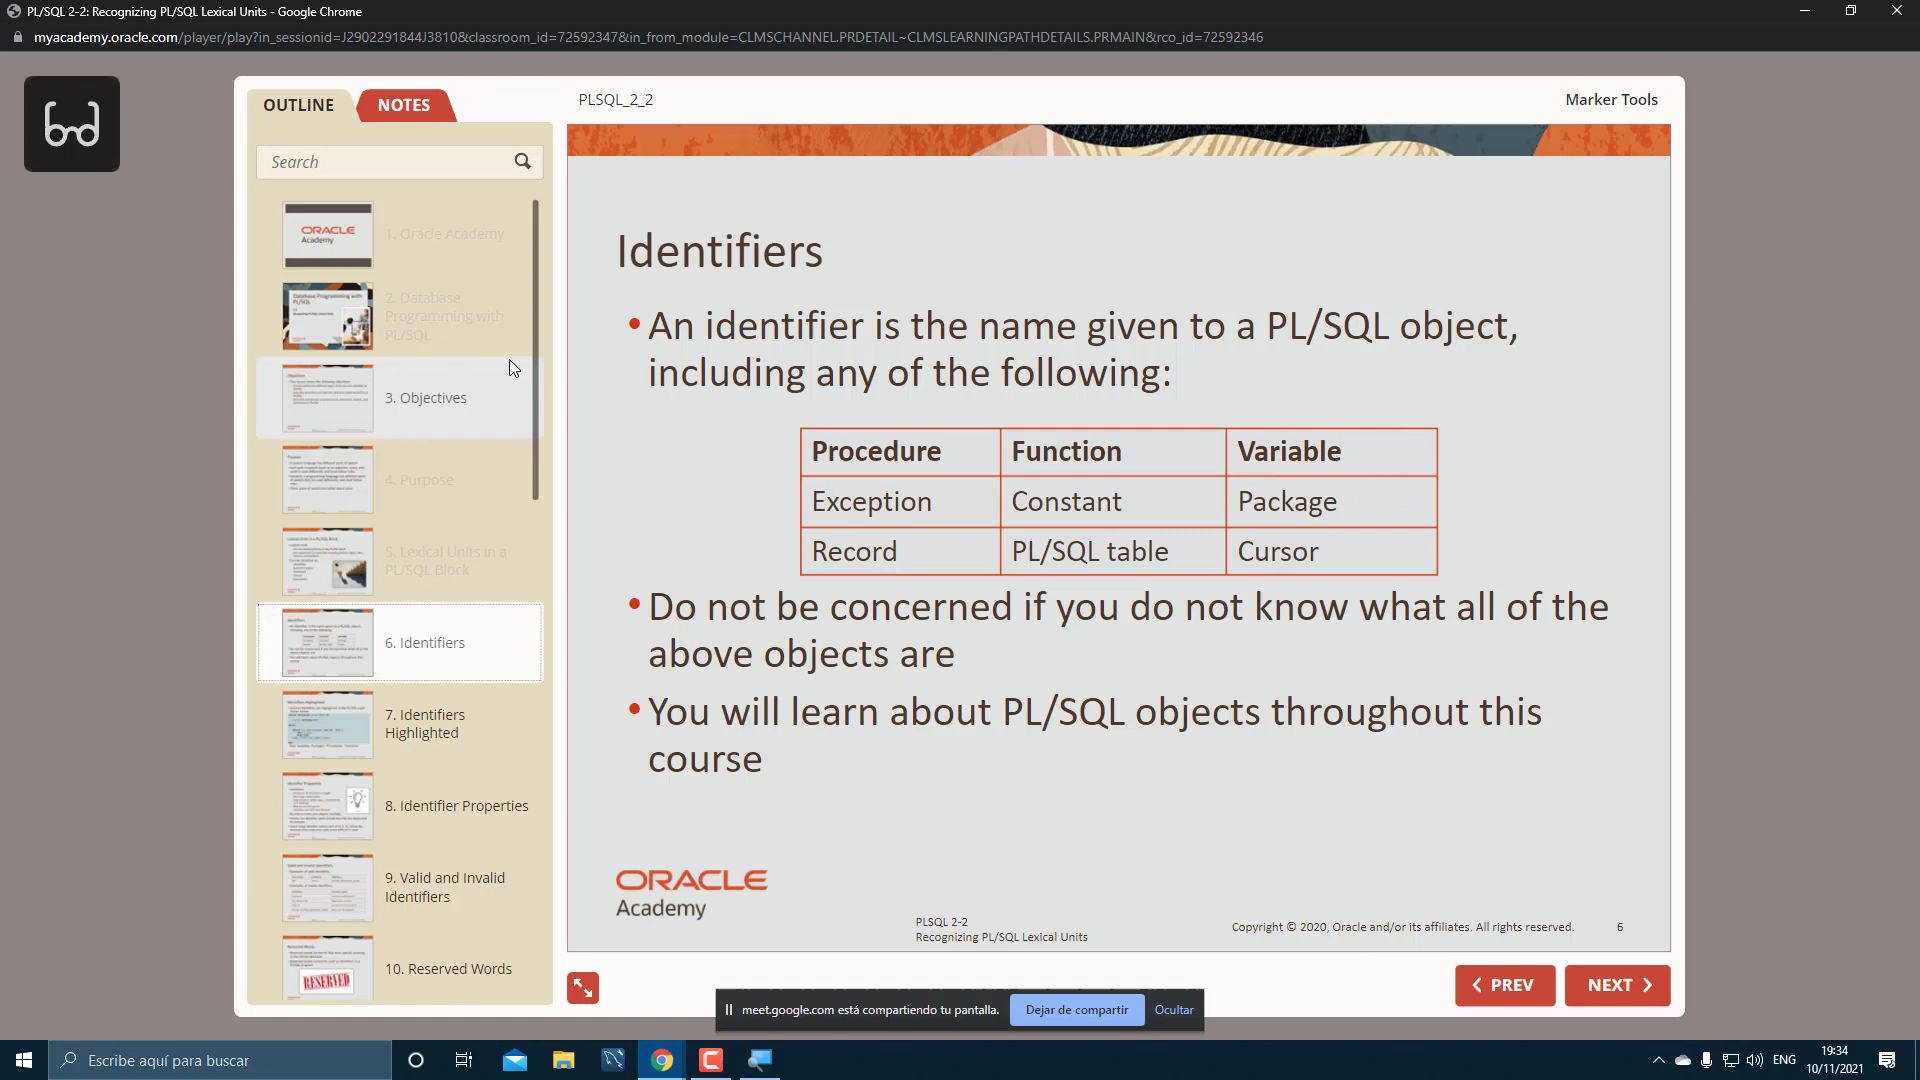 PL/SQL 2-2: Recognizing PL/SQL Lexical Units - Google Chrome
myacademy.oracle.com/player/play?in_sessionid=J2902291844J3810&classroom_id=72592347&in_from_module=CLMSCHANNEL.PRDETAIL~CLMSLEARNINGPATHDETAILS.PRMAIN&rco_id=72592346
OUTLINE
NOTES
PLSQL_2_2
Marker Tools
Search
ORACLE
Academy
1. Oracle Academy
Database Programming with
PL/SQL
2. Database
Programming with
PL/SQL
3. Objectives
4. Purpose
5. Lexical Units in a
PL/SQL Block
6. Identifiers
7. Identifiers
Highlighted
8. Identifier Properties
9. Valid and Invalid
Identifiers
RESERVED
10. Reserved Words
Identifiers
• An identifier is the name given to a PL/SQL object,
including any of the following:
Procedure Function Variable
Exception Constant Package
Record PL/SQL table Cursor
• Do not be concerned if you do not know what all of the
above objects are
• You will learn about PL/SQL objects throughout this
course
ORACLE
Academy
PLSQL 2-2
Recognizing PL/SQL Lexical Units
Copyright © 2020, Oracle and/or its affiliates. All rights reserved.
6
PREV
NEXT
meet.google.com está compartiendo tu pantalla.
Dejar de compartir
Ocultar
Escribe aquí para buscar
ENG
19:34
10/11/2021